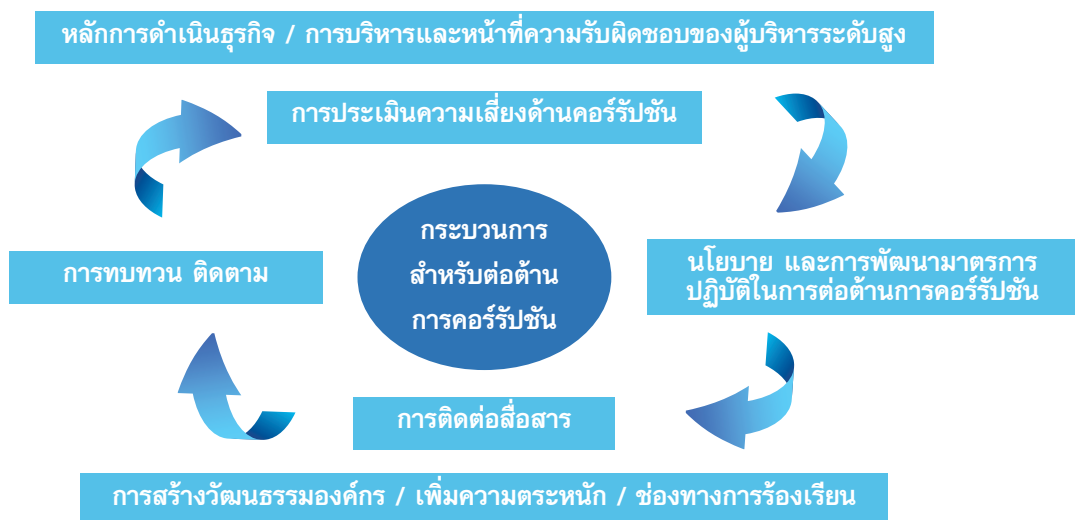 หลักการดำเนินธุรกิจ / การบริหารและหน้าที่ความรับผิดชอบของผู้บริหารระดับสูง
การประเมินความเสี่ยงด้านคอร์รัปชัน
กระบวนการ
สำหรับต่อต้าน
การคอร์รัปชัน
การทบทวน ติดตาม
นโยบาย และการพัฒนามาตรการ
ปฏิบัติในการต่อต้านการคอร์รัปชัน
การติดต่อสื่อสาร
การสร้างวัฒนธรรมองค์กร / เพิ่มความตระหนัก / ช่องทางการร้องเรียน